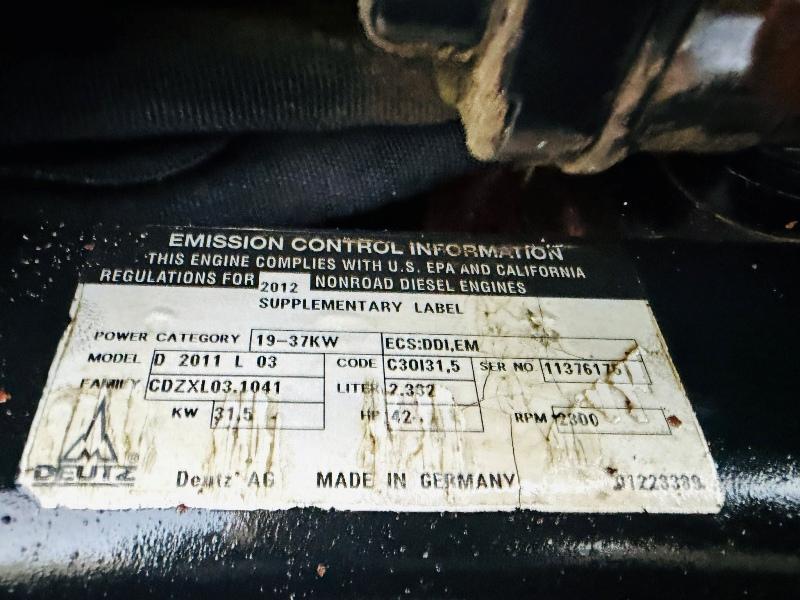 EMISSION CONTROL INFORMATION
THIS ENGINE COMPLIES WITH U.S. EPA AND CALIFORNIA
REGULATIONS FOR 2012 NONROAD DIESEL ENGINES
SUPPLEMENTARY LABEL
POWER CATEGORY 19-37KW ECS:DDI,EM
MODEL D 2011 L 03 CODE C30I31,5 SER NO
FAMILY CDZXL03.1041 LITER 2.332
KW 31,5 HP 42 RPM 2300
DEUTZ Deutz AG MADE IN GERMANY